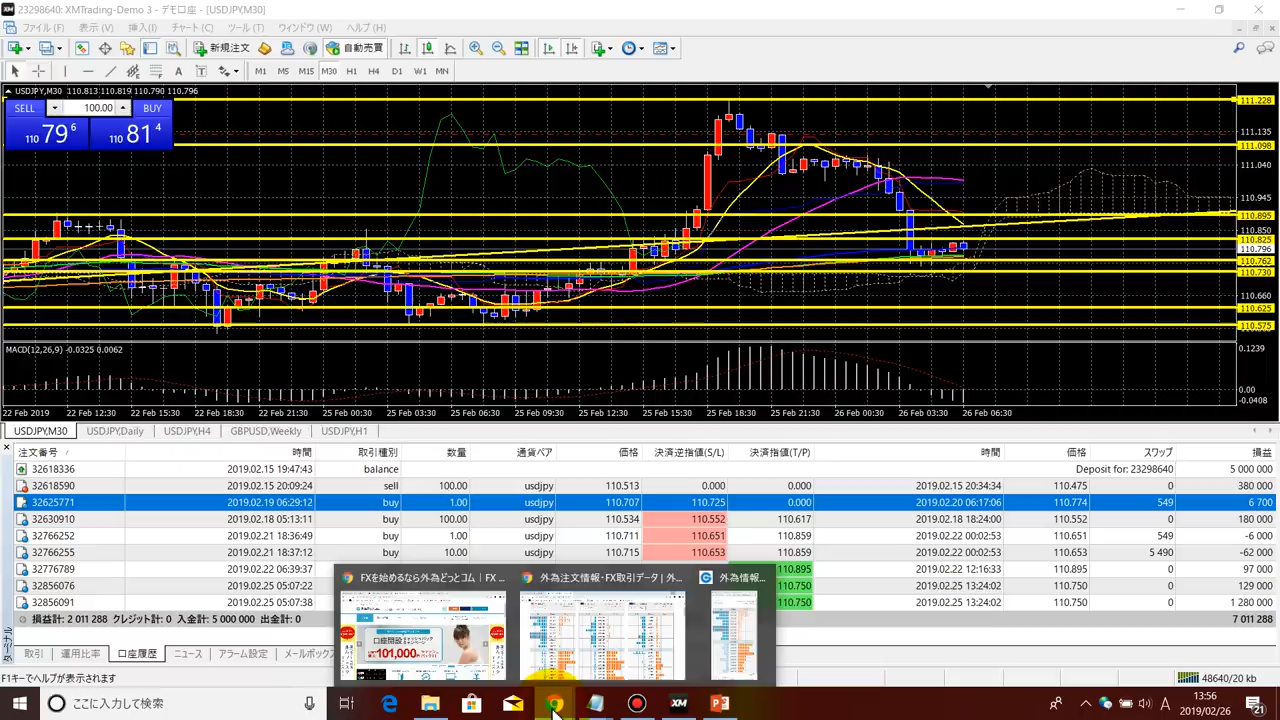 23298640: XMTrading-Demo 3 - デモ口座 - [USDJPY,M30]
ファイル (F) 表示 (V) 挿入(I) チャート (C) ツール (T) ウィンドウ (W) ヘルプ (H)
新規注文 自動売買
A T M1 M5 M15 M30 H1 H4 D1 W1 MN
USDJPY,M30 110.813 110.819 110.790 110.796
SELL 100.00 BUY
110 79 6 110 81 4
111.228
111.135
111.098
111.040
110.945
110.895
110.850
110.825
110.796
110.762
110.730
110.660
110.625
110.575
MACD(12,26,9) -0.0325 0.0062
0.1239
0.00
-0.0408
22 Feb 2019 22 Feb 12:30 22 Feb 15:30 22 Feb 18:30 22 Feb 21:30 25 Feb 00:30 25 Feb 03:30 25 Feb 06:30 25 Feb 09:30 25 Feb 12:30 25 Feb 15:30 25 Feb 18:30 25 Feb 21:30 26 Feb 00:30 26 Feb 03:30 26 Feb 06:30
USDJPY,M30 USDJPY,Daily USDJPY,H4 GBPUSD,Weekly USDJPY,H1
注文番号 / 時間 取引種別 数量 通貨ペア 価格 決済逆指値(S/L) 決済指値(T/P) 時間 価格 スワップ 損益
32618336 2019.02.15 19:47:43 balance Deposit for: 23298640 5 000 000
32618590 2019.02.15 20:09:24 sell 100.00 usdjpy 110.513 0.000 0.000 2019.02.15 20:34:34 110.475 0 380 000
32625771 2019.02.19 06:29:12 buy 1.00 usdjpy 110.707 110.725 0.000 2019.02.20 06:17:06 110.774 549 6 700
32630910 2019.02.18 05:13:11 buy 100.00 usdjpy 110.534 110.552 110.617 2019.02.18 18:24:00 110.552 0 180 000
32766252 2019.02.21 18:36:49 buy 1.00 usdjpy 110.711 110.651 110.859 2019.02.22 00:02:53 110.651 549 -6 000
32766255 2019.02.21 18:37:12 buy 10.00 usdjpy 110.715 110.653 110.859 2019.02.22 00:02:53 110.653 5 490 -62 000
32776789 2019.02.22 06:39:37 110.895 2019.02.22 12:16:33 110.895 0 97 000
32856076 2019.02.25 05:07:22 110.750 2019.02.25 13:24:02 110.750 0 129 000
32856091 2019.02.25 05:07:38 110.750 2019.02.25 13:24:02 110.750 0 1 280 000
損益計: 2 011 288 クレジット計: 0 入金計: 5 000 000 出金計: 0 7 011 288
FXを始めるなら外為どっとコム | FX ... 外為注文情報・FX取引データ | 外... 外為情報...
口座開設
101,000
ターミナル
取引 運用比率 口座履歴 ニュース アラーム設定 メールボックス
F1キーでヘルプが表示されます 48640/20 kb
ここに入力して検索
XM
A 13:56
2019/02/26
21